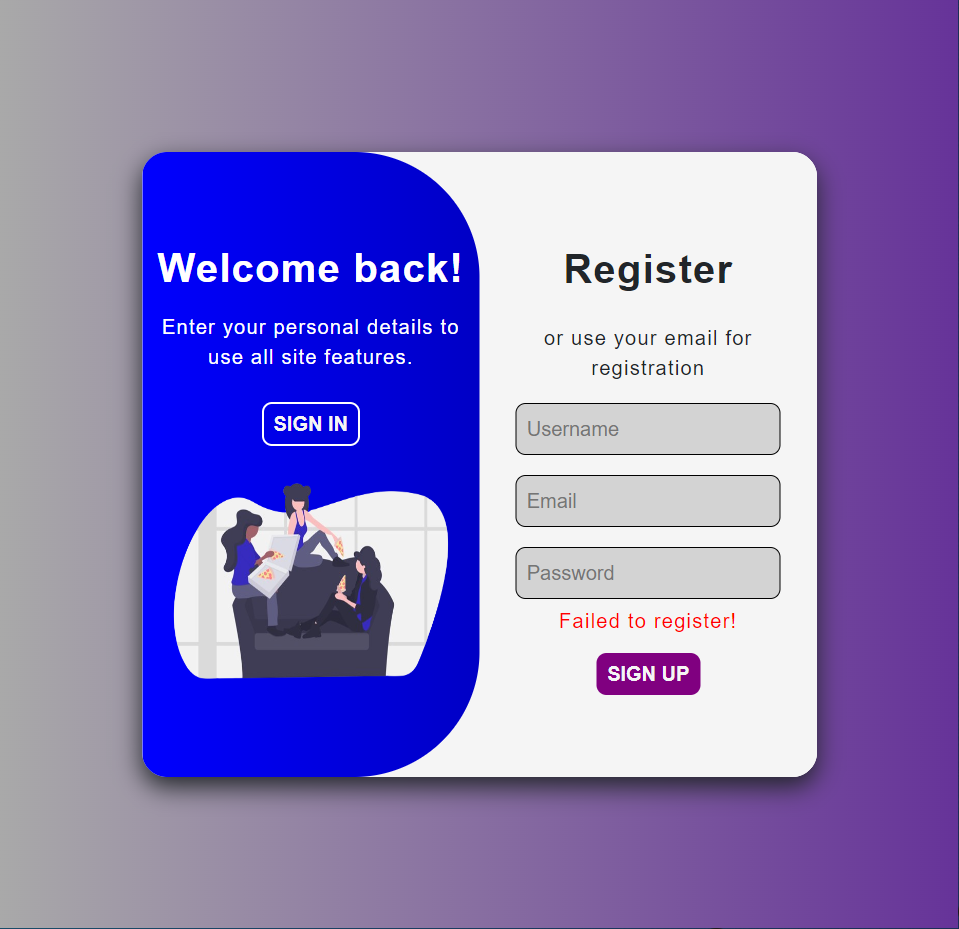 Welcome back!
Enter your personal details to
use all site features.
SIGN IN
Register
or use your email for
registration
Username
Email
Password
Failed to register!
SIGN UP